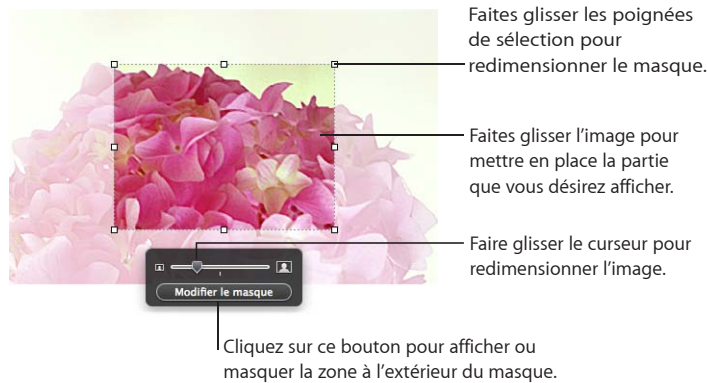 Faites glisser les poignées
de sélection pour
redimensionner le masque.
Faites glisser l’image pour
mettre en place la partie
que vous désirez afficher.
Faire glisser le curseur pour
redimensionner l’image.
Modifier le masque
Cliquez sur ce bouton pour afficher ou
masquer la zone à l’extérieur du masque.